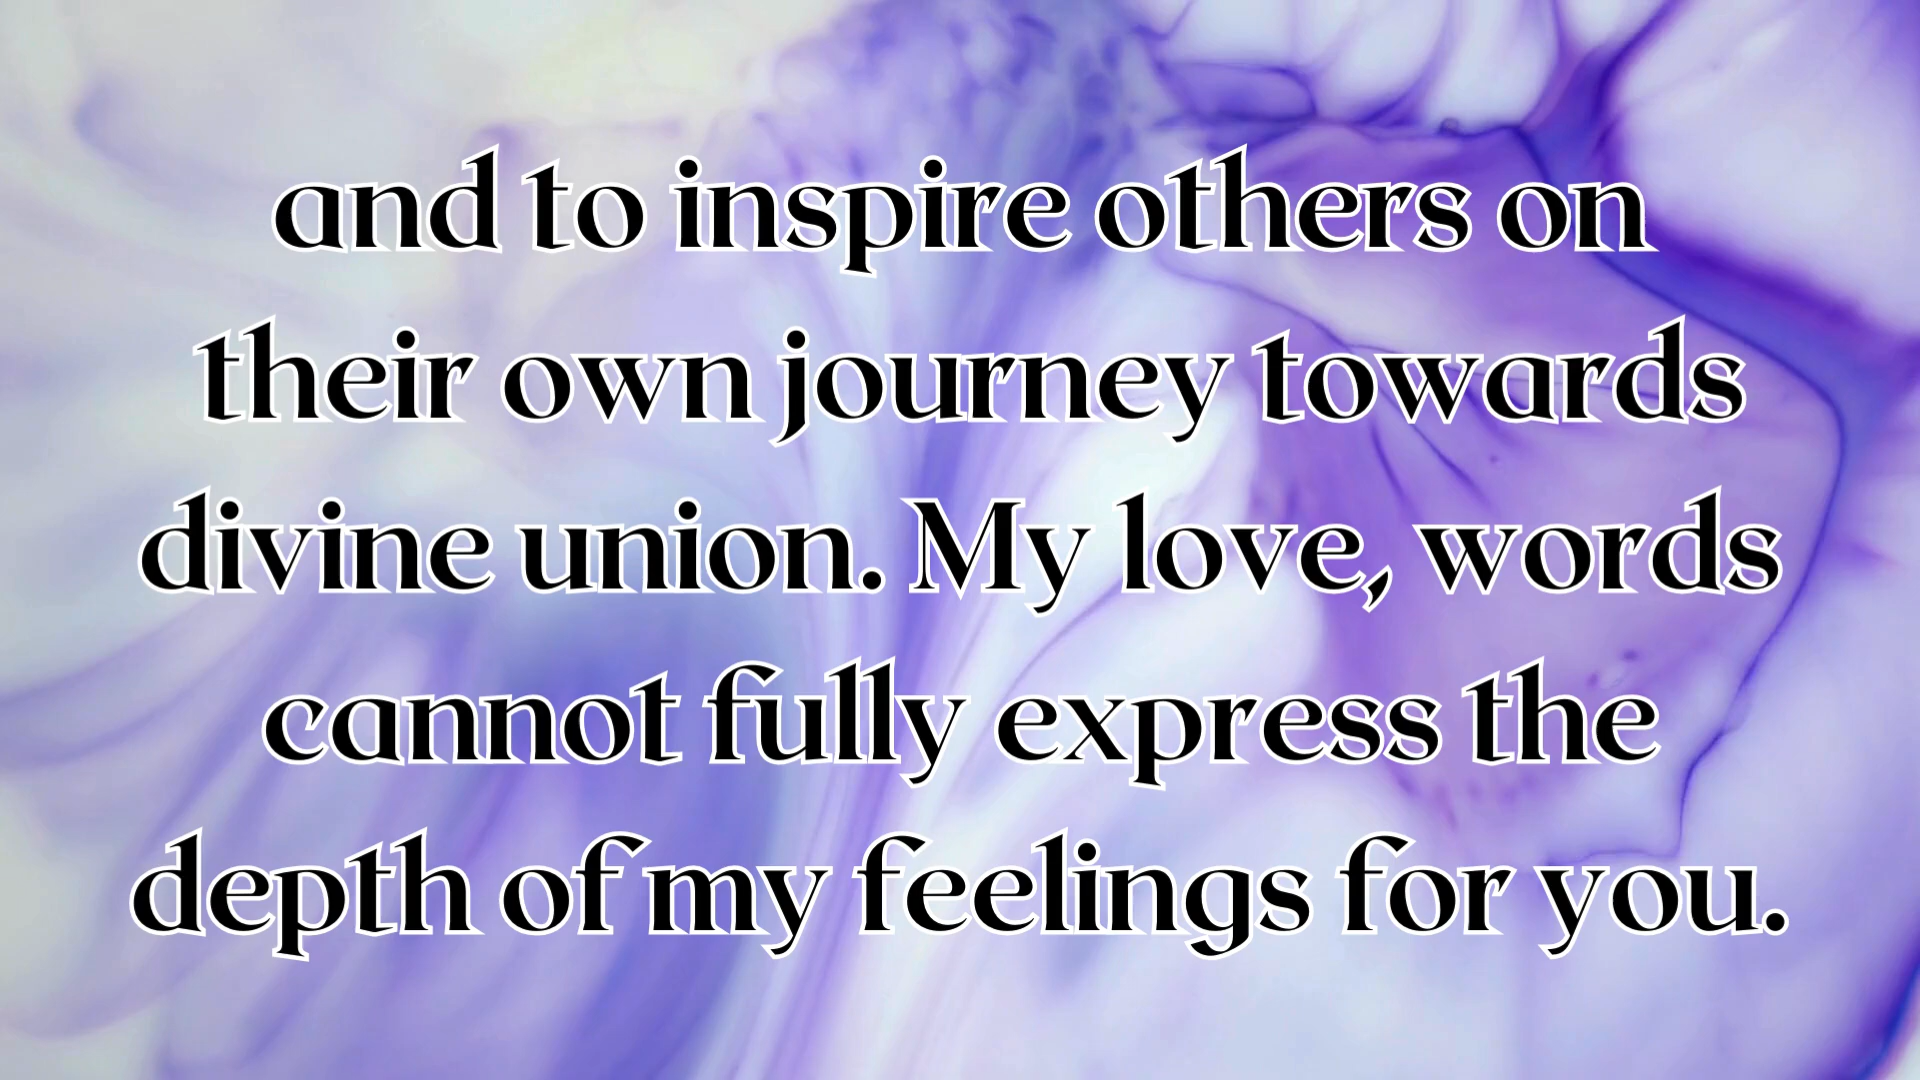 and to inspire others on
their own journey towards
divine union. My love, words
cannot fully express the
depth of my feelings for you.